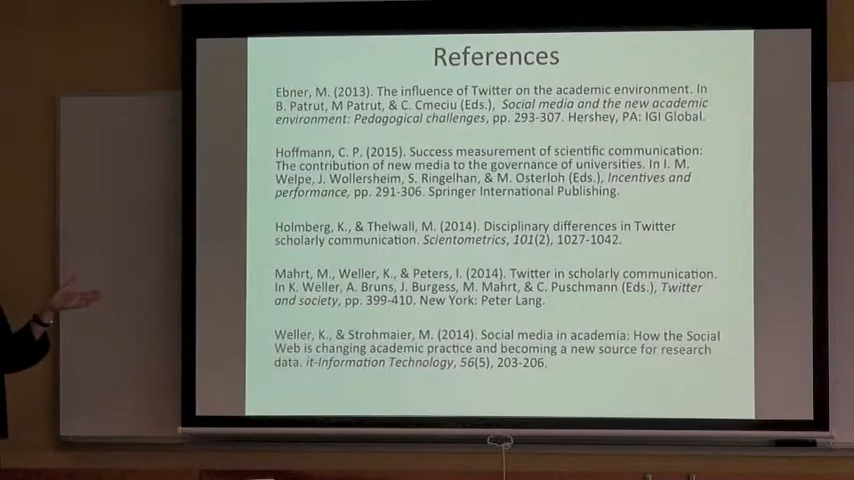 References
Ebner, M. (2013). The influence of Twitter on the academic environment. In
B. Patrut, M Patrut, & C. Cmeciu (Eds.), Social media and the new academic
environment: Pedagogical challenges, pp. 293-307. Hershey, PA: IGI Global.
Hoffmann, C. P. (2015). Success measurement of scientific communication:
The contribution of new media to the governance of universities. In I. M.
Welpe, J. Wollersheim, S. Ringelhan, & M. Osterloh (Eds.), Incentives and
performance, pp. 291-306. Springer International Publishing.
Holmberg, K., & Thelwall, M. (2014). Disciplinary differences in Twitter
scholarly communication. Scientometrics, 101(2), 1027-1042.
Mahrt, M., Weller, K., & Peters, I. (2014). Twitter in scholarly communication.
In K. Weller, A. Bruns, J. Burgess, M. Mahrt, & C. Puschmann (Eds.), Twitter
and society, pp. 399-410. New York: Peter Lang.
Weller, K., & Strohmaier, M. (2014). Social media in academia: How the Social
Web is changing academic practice and becoming a new source for research
data. it-Information Technology, 56(5), 203-206.